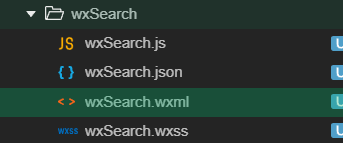 wxSearch
JS wxSearch.js U
{ } wxSearch.json U
< > wxSearch.wxml U
WXSS wxSearch.wxss U